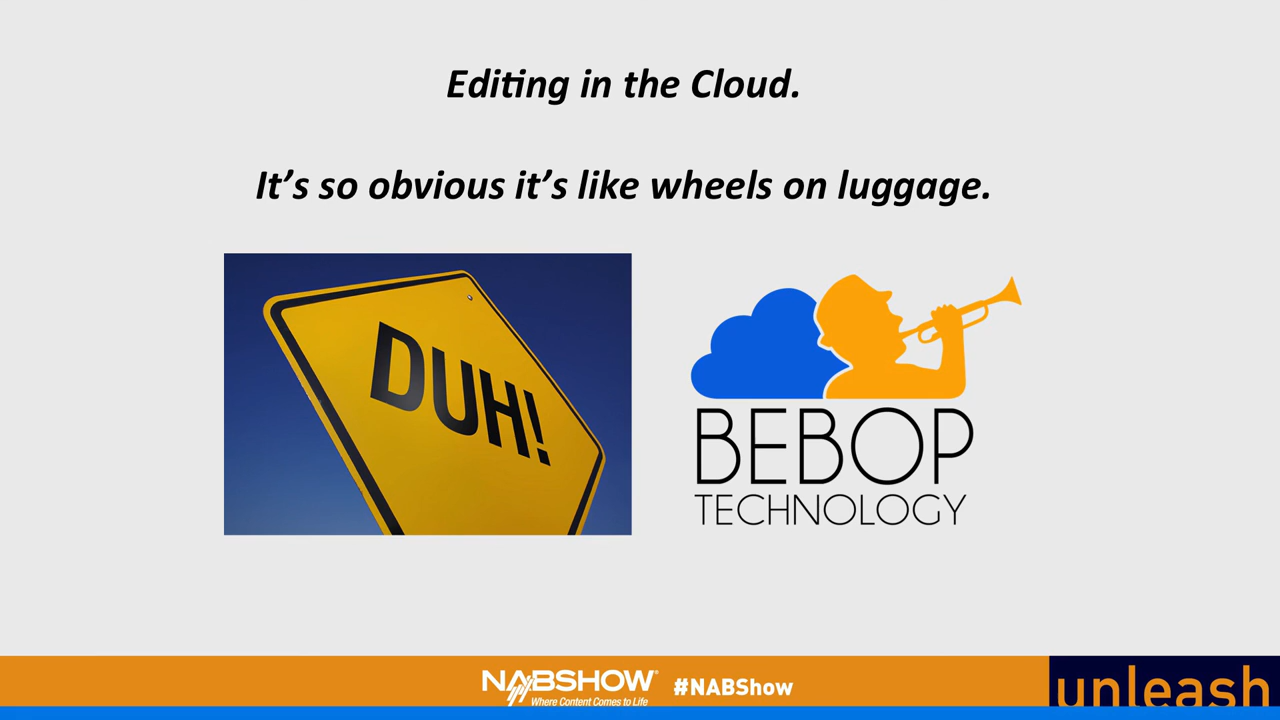 Editing in the Cloud.
It's so obvious it's like wheels on luggage.
DUH!
BEBOP
TECHNOLOGY
NABSHOW®
Where Content Comes to Life
#NABShow
unleash